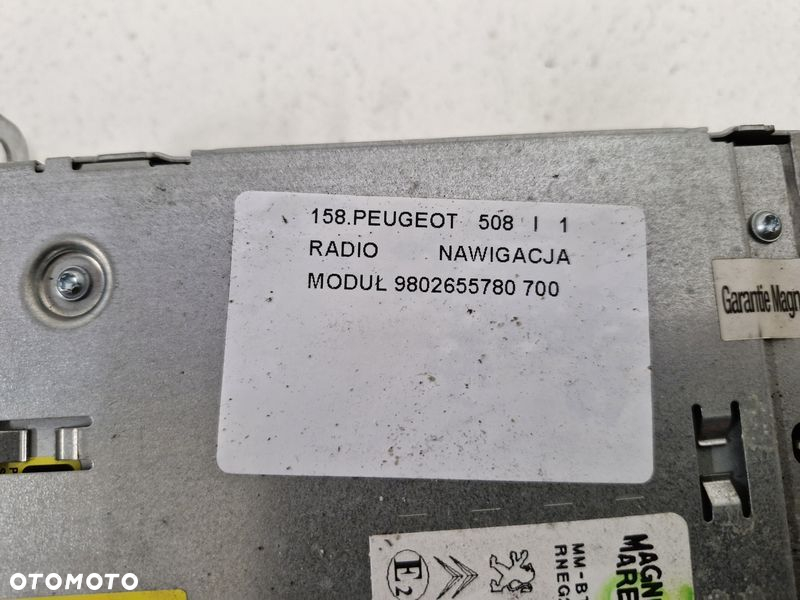 158.PEUGEOT 508 I 1
RADIO NAWIGACJA
MODUŁ 9802655780 700
Garantie Magn
MAGN
MARE
MM-B
RNEG
E2
OTOMOTO